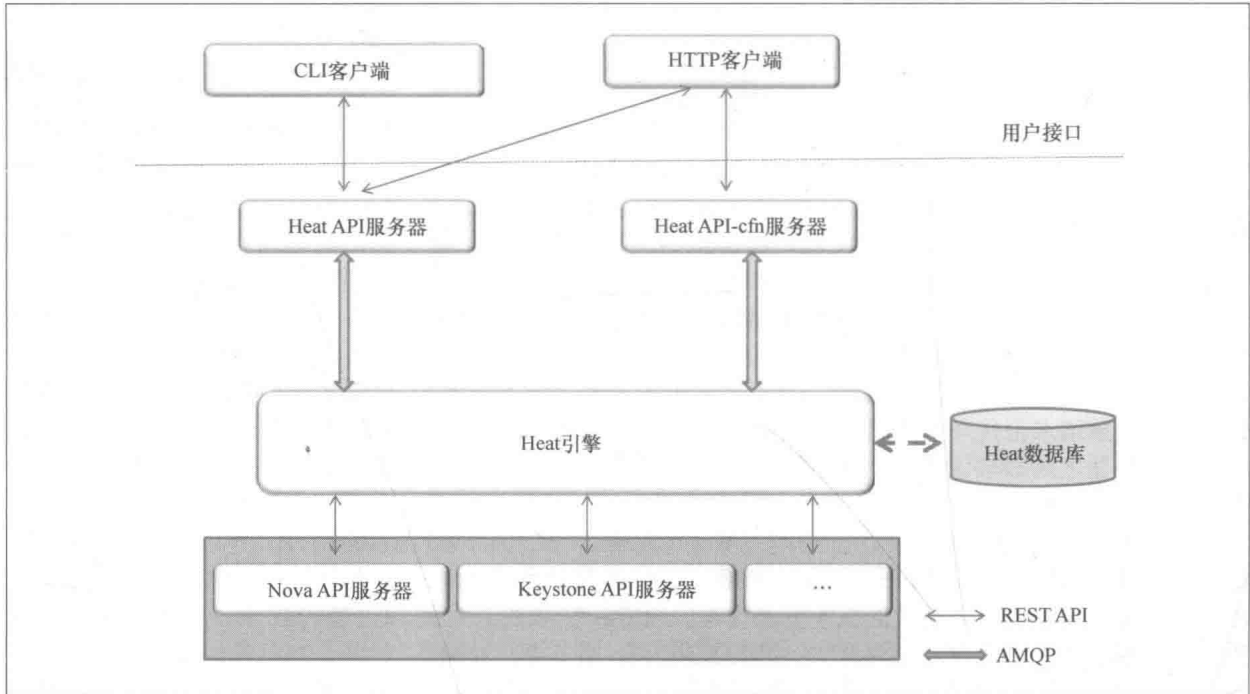 CLI客户端
HTTP客户端
用户接口
Heat API服务器
Heat API-cfn服务器
Heat引擎
Heat数据库
Nova API服务器
Keystone API服务器
…
REST API
AMQP